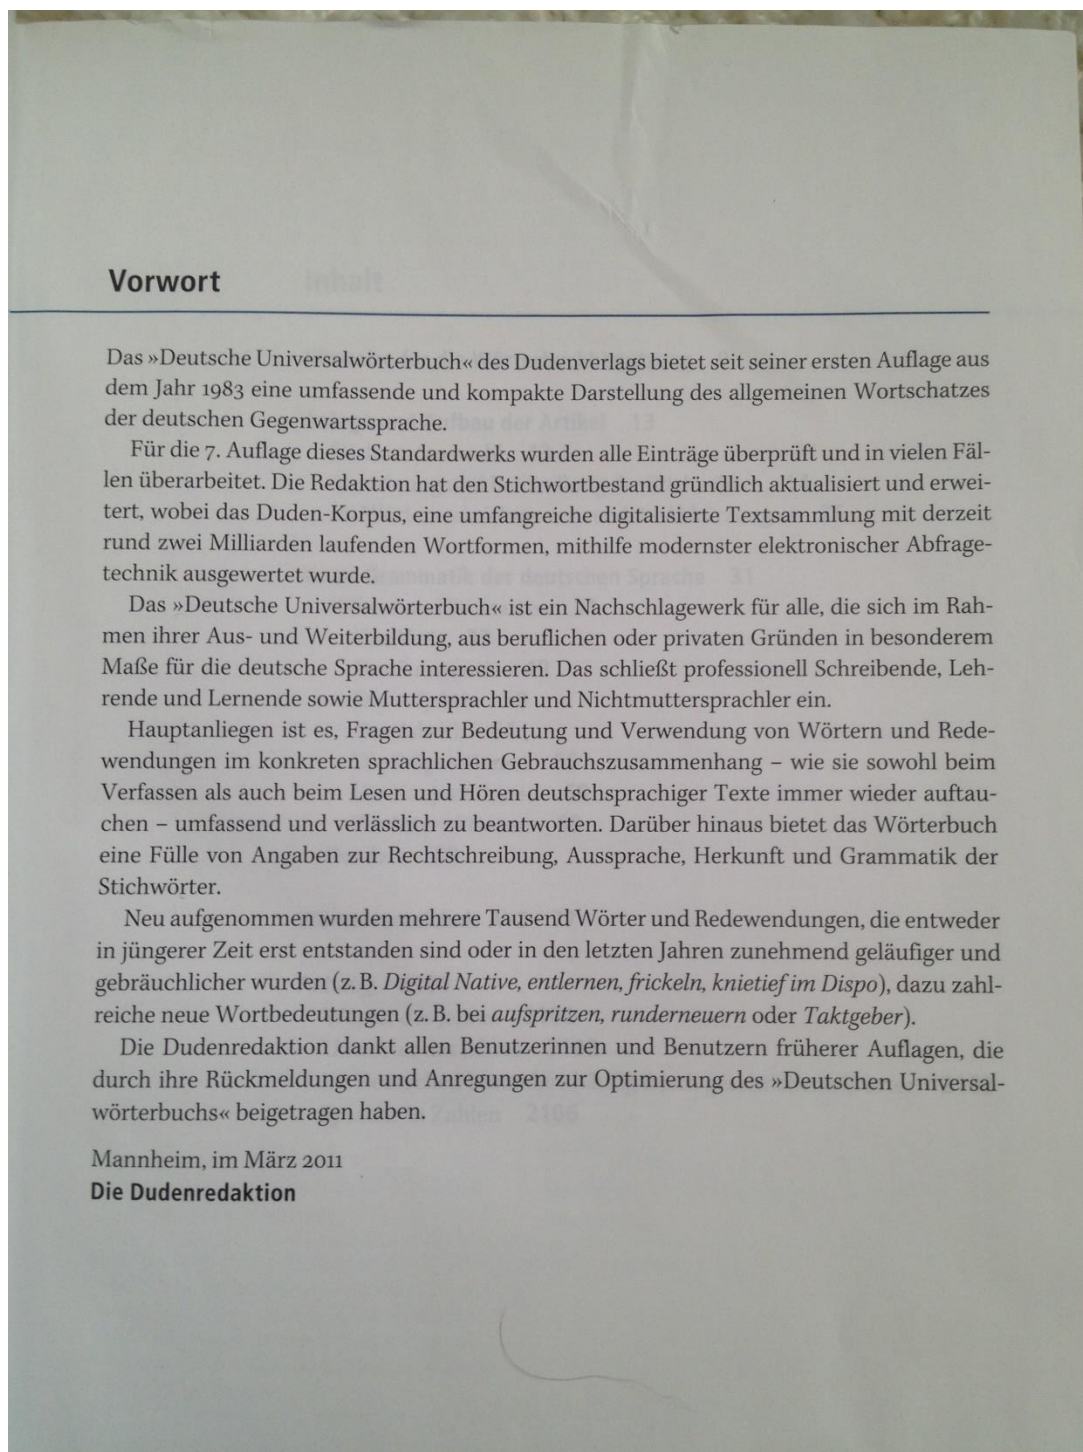 Vorwort
Inhalt
Das »Deutsche Universalwörterbuch« des Dudenverlags bietet seit seiner ersten Auflage aus
dem Jahr 1983 eine umfassende und kompakte Darstellung des allgemeinen Wortschatzes
der deutschen Gegenwartssprache.
Für die 7. Auflage dieses Standardwerks wurden alle Einträge überprüft und in vielen Fäl-
len überarbeitet. Die Redaktion hat den Stichwortbestand gründlich aktualisiert und erwei-
tert, wobei das Duden-Korpus, eine umfangreiche digitalisierte Textsammlung mit derzeit
rund zwei Milliarden laufenden Wortformen, mithilfe modernster elektronischer Abfrage-
technik ausgewertet wurde.
Das »Deutsche Universalwörterbuch« ist ein Nachschlagewerk für alle, die sich im Rah-
men ihrer Aus- und Weiterbildung, aus beruflichen oder privaten Gründen in besonderem
Maße für die deutsche Sprache interessieren. Das schließt professionell Schreibende, Leh-
rende und Lernende sowie Muttersprachler und Nichtmuttersprachler ein.
Hauptanliegen ist es, Fragen zur Bedeutung und Verwendung von Wörtern und Rede-
wendungen im konkreten sprachlichen Gebrauchszusammenhang – wie sie sowohl beim
Verfassen als auch beim Lesen und Hören deutschsprachiger Texte immer wieder auftau-
chen – umfassend und verlässlich zu beantworten. Darüber hinaus bietet das Wörterbuch
eine Fülle von Angaben zur Rechtschreibung, Aussprache, Herkunft und Grammatik der
Stichwörter.
Neu aufgenommen wurden mehrere Tausend Wörter und Redewendungen, die entweder
in jüngerer Zeit erst entstanden sind oder in den letzten Jahren zunehmend geläufiger und
gebräuchlicher wurden (z. B. Digital Native, entlernen, frickeln, knietief im Dispo), dazu zahl-
reiche neue Wortbedeutungen (z. B. bei aufspritzen, runderneuern oder Taktgeber).
Die Dudenredaktion dankt allen Benutzerinnen und Benutzern früherer Auflagen, die
durch ihre Rückmeldungen und Anregungen zur Optimierung des »Deutschen Universal-
wörterbuchs« beigetragen haben.
Mannheim, im März 2011
Die Dudenredaktion